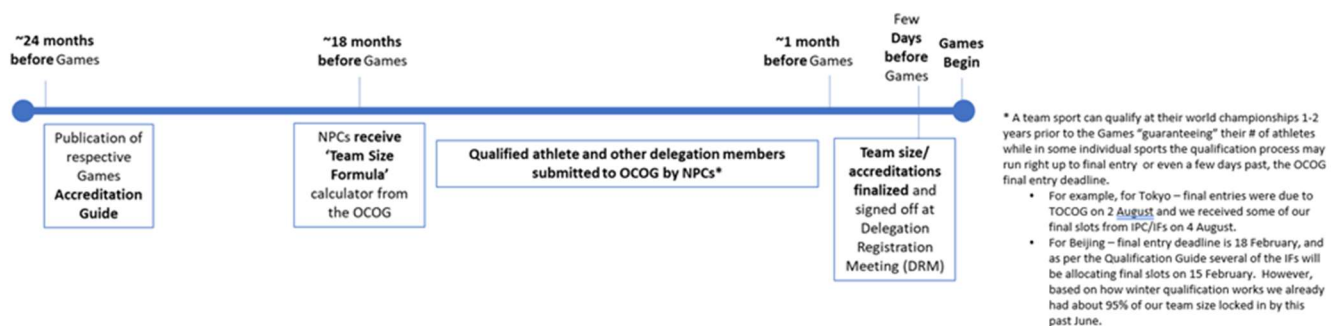 ~24 months
before Games
~18 months
before Games
~1 month
before Games
Few
Days
before
Games
Games
Begin
Publication of
respective
Games
Accreditation
Guide
NPCs receive
'Team Size
Formula'
calculator from
the OCOG
Qualified athlete and other delegation members
submitted to OCOG by NPCs*
Team size/
accreditations
finalized and
signed off at
Delegation
Registration
Meeting (DRM)
* A team sport can qualify at their world championships 1-2
years prior to the Games “guaranteeing” their # of athletes
while in some individual sports the qualification process may
run right up to final entry or even a few days past, the OCOG
final entry deadline.
• For example, for Tokyo – final entries were due to
TOCOG on 2 August and we received some of our
final slots from IPC/IFs on 4 August.
• For Beijing – final entry deadline is 18 February, and
as per the Qualification Guide several of the IFs will
be allocating final slots on 15 February. However,
based on how winter qualification works we already
had about 95% of our team size locked in by this
past June.